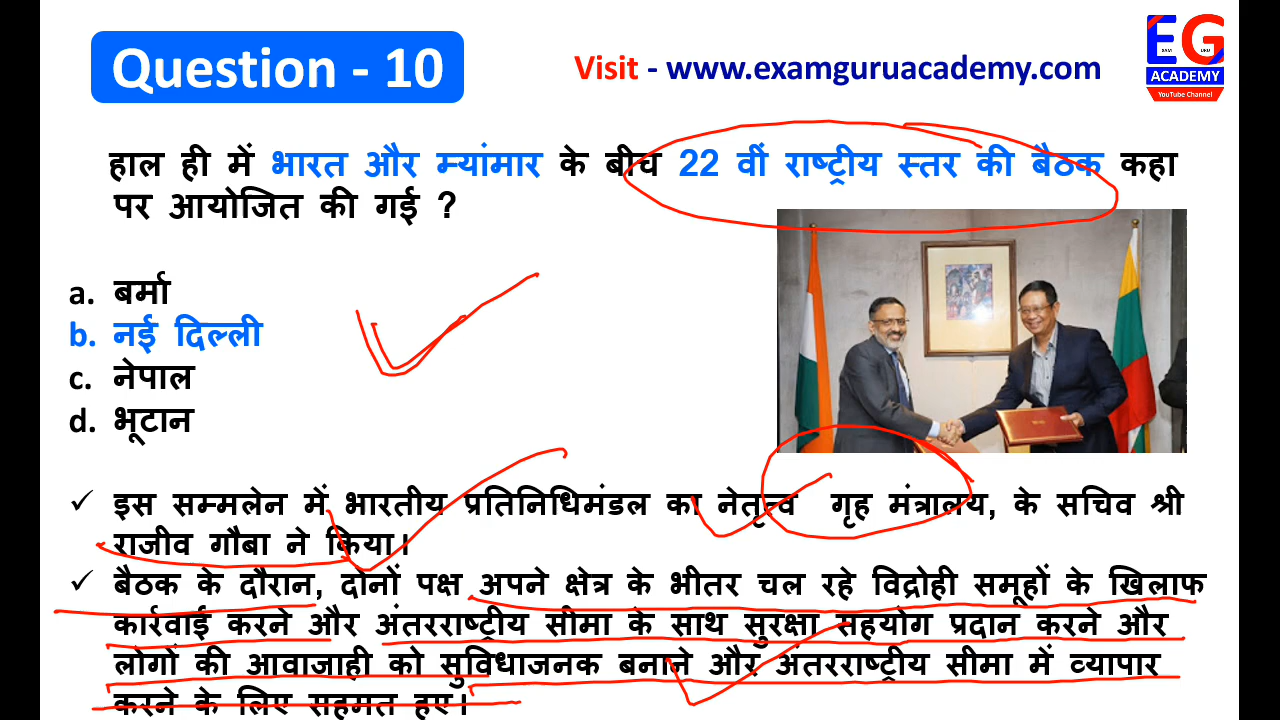 Question - 10
Visit - www.examguruacademy.com
EG
EXAM GURU
ACADEMY
YouTube Channel
हाल ही में भारत और म्यांमार के बीच 22 वीं राष्ट्रीय स्तर की बैठक कहा
पर आयोजित की गई ?
a. बर्मा
b. नई दिल्ली
c. नेपाल
d. भूटान
✓ इस सम्मलेन में भारतीय प्रतिनिधिमंडल का नेतृत्व गृह मंत्रालय, के सचिव श्री
राजीव गौबा ने किया।
✓ बैठक के दौरान, दोनों पक्ष अपने क्षेत्र के भीतर चल रहे विद्रोही समूहों के खिलाफ
कार्रवाई करने और अंतरराष्ट्रीय सीमा के साथ सुरक्षा सहयोग प्रदान करने और
लोगों की आवाजाही को सुविधाजनक बनाने और अंतरराष्ट्रीय सीमा में व्यापार
करने के लिए सहमत हुए।